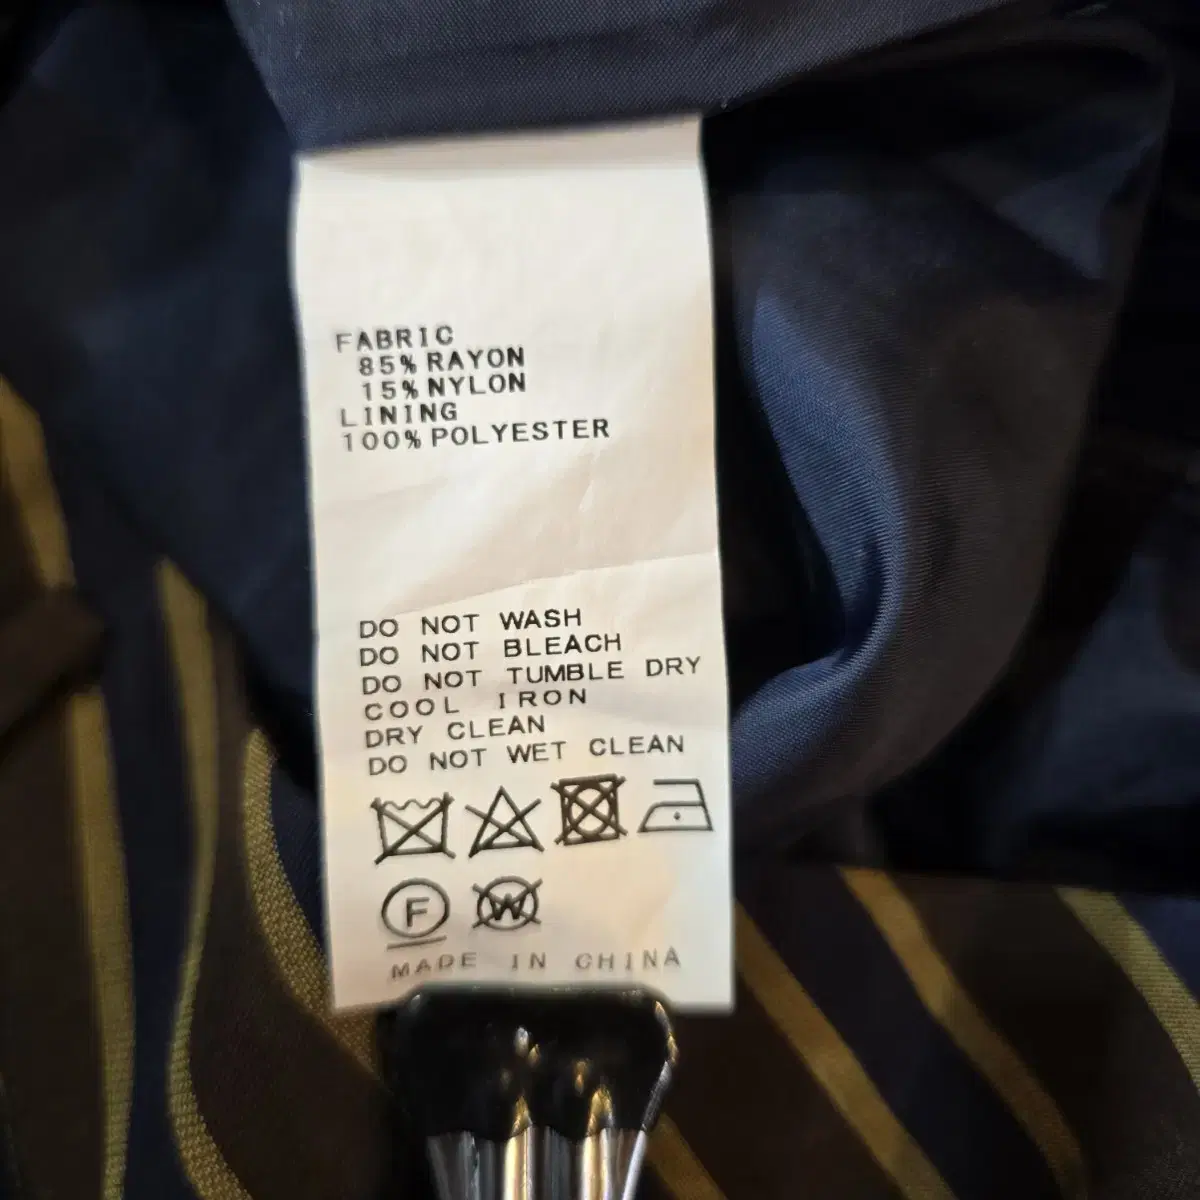 FABRIC
85% RAYON
15% NYLON
LINING
100% POLYESTER
DO NOT WASH
DO NOT BLEACH
DO NOT TUMBLE DRY
COOL IRON
DRY CLEAN
DO NOT WET CLEAN
F W
MADE IN CHINA